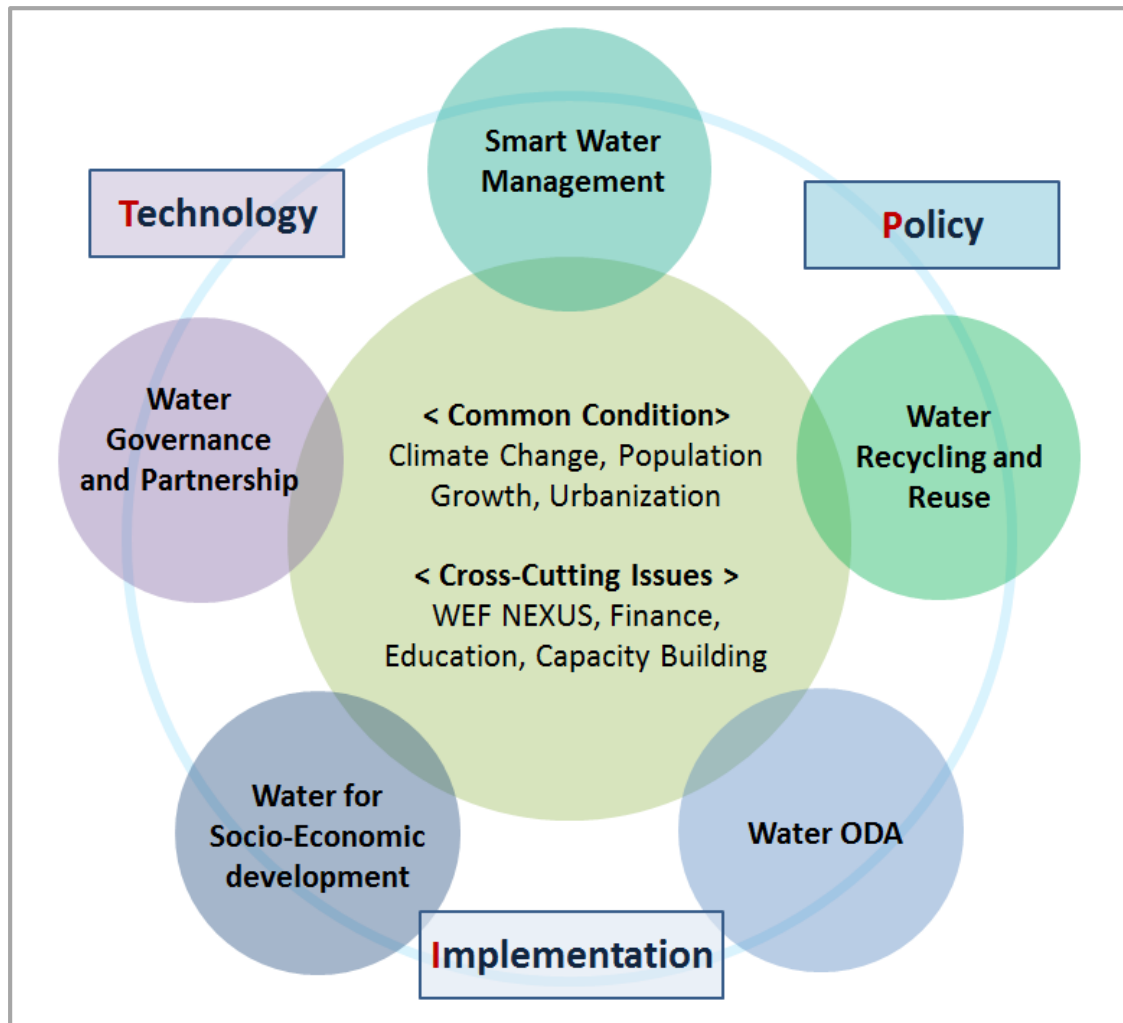 Smart Water
Management
Technology
Policy
Water
Governance
and Partnership
< Common Condition>
Climate Change, Population
Growth, Urbanization
< Cross-Cutting Issues >
WEF NEXUS, Finance,
Education, Capacity Building
Water
Recycling and
Reuse
Water for
Socio-Economic
development
Water ODA
Implementation